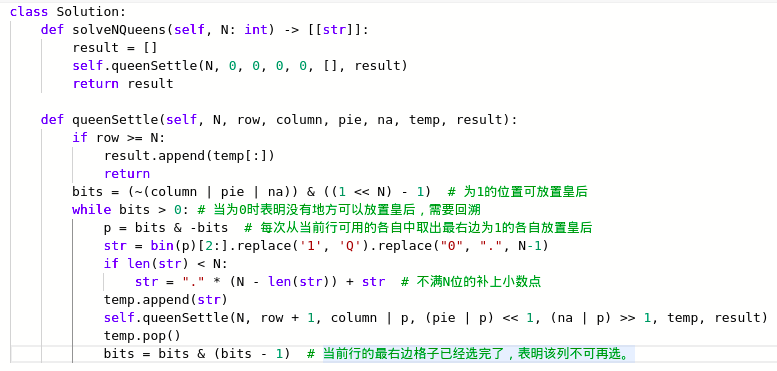 class Solution:
    def solveNQueens(self, N: int) -> [[str]]:
        result = []
        self.queenSettle(N, 0, 0, 0, 0, [], result)
        return result
    def queenSettle(self, N, row, column, pie, na, temp, result):
        if row >= N:
            result.append(temp[:])
            return
        bits = (~(column | pie | na)) & ((1 << N) - 1)  # 为1的位置可放置皇后
        while bits > 0: # 当为0时表明没有地方可以放置皇后，需要回溯
            p = bits & -bits  # 每次从当前行可用的各自中取出最右边为1的各自放置皇后
            str = bin(p)[2:].replace('1', 'Q').replace("0", ".", N-1)
            if len(str) < N:
                str = "." * (N - len(str)) + str  # 不满N位的补上小数点
            temp.append(str)
            self.queenSettle(N, row + 1, column | p, (pie | p) << 1, (na | p) >> 1, temp, result)
            temp.pop()
            bits = bits & (bits - 1)  # 当前行的最右边格子已经选完了，表明该列不可再选。